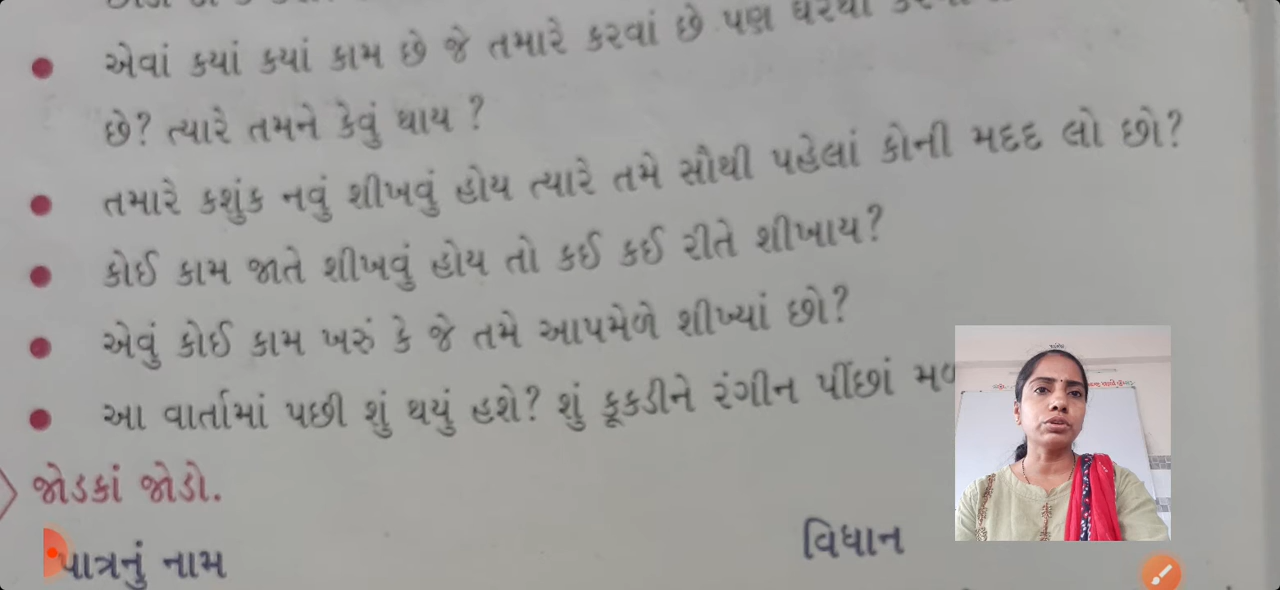 એવાં કયાં કયાં કામ છે જે તમારે કરવાં છે પણ ઘરેથી
છે? ત્યારે તમને કેવું થાય ?
તમારે કશુંક નવું શીખવું હોય ત્યારે તમે સૌથી પહેલાં કોની મદદ લો છો?
કોઈ કામ જાતે શીખવું હોય તો કઈ કઈ રીતે શીખાય?
એવું કોઈ કામ ખરું કે જે તમે આપમેળે શીખ્યાં છો?
આ વાર્તામાં પછી શું થયું હશે? શું કૂકડીને રંગીન પીંછાં
જોડકાં જોડો.
પાત્રનું નામ વિધાન